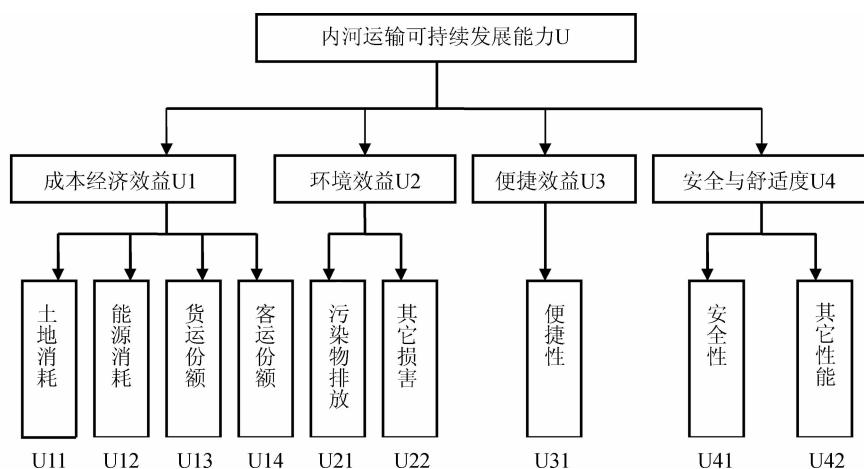 内河运输可持续发展能力U
成本经济效益U1
环境效益U2
便捷效益U3
安全与舒适度U4
土地消耗
能源消耗
货运份额
客运份额
污染物排放
其它损害
便捷性
安全性
其它性能
U11
U12
U13
U14
U21
U22
U31
U41
U42